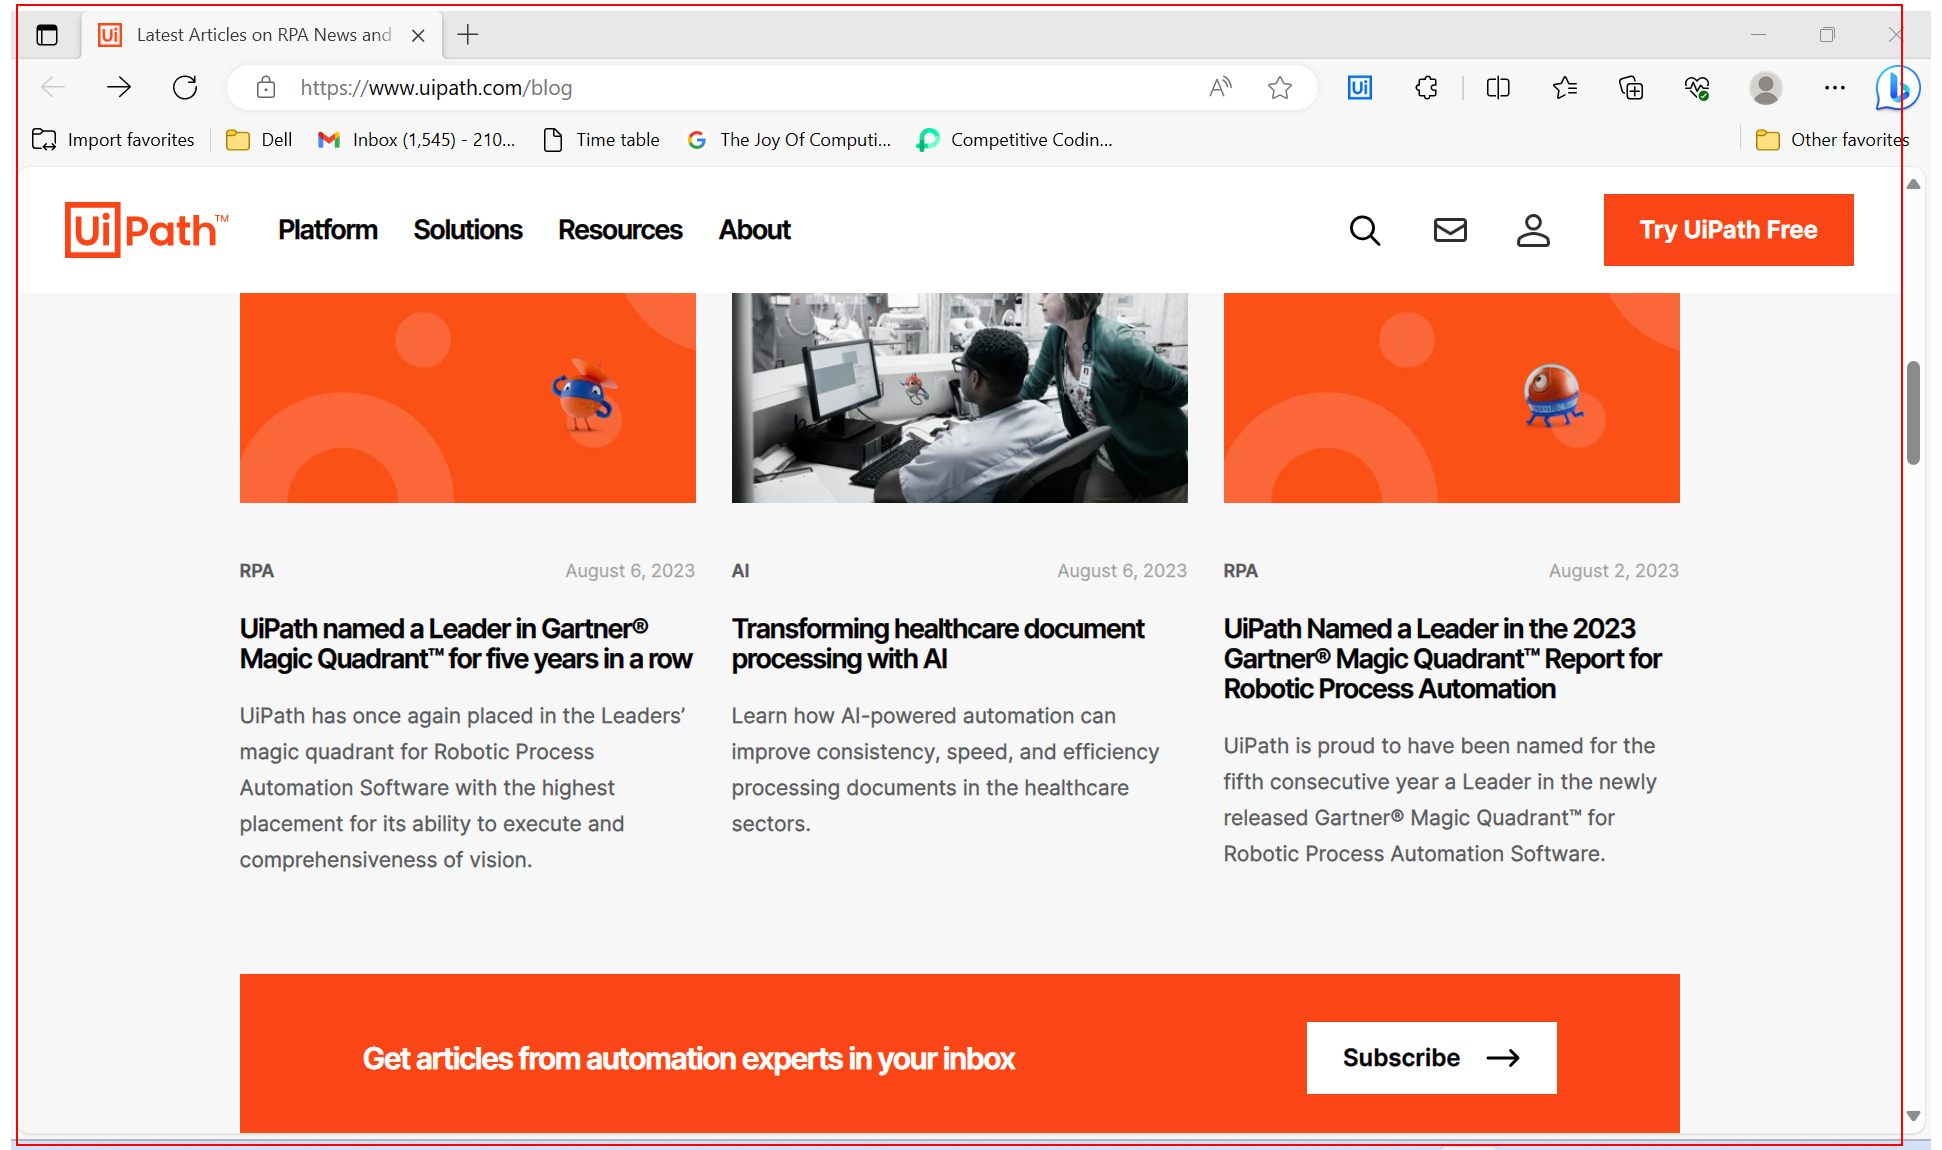 Latest Articles on RPA News and
https://www.uipath.com/blog
Import favorites
Dell
Inbox (1,545) - 210...
Time table
The Joy Of Computi...
Competitive Codin...
Other favorites
UiPath™
Platform
Solutions
Resources
About
Try UiPath Free
RPA
August 6, 2023
UiPath named a Leader in Gartner®
Magic Quadrant™ for five years in a row
UiPath has once again placed in the Leaders’
magic quadrant for Robotic Process
Automation Software with the highest
placement for its ability to execute and
comprehensiveness of vision.
AI
August 6, 2023
Transforming healthcare document
processing with AI
Learn how AI-powered automation can
improve consistency, speed, and efficiency
processing documents in the healthcare
sectors.
RPA
August 2, 2023
UiPath Named a Leader in the 2023
Gartner® Magic Quadrant™ Report for
Robotic Process Automation
UiPath is proud to have been named for the
fifth consecutive year a Leader in the newly
released Gartner® Magic Quadrant™ for
Robotic Process Automation Software.
Get articles from automation experts in your inbox
Subscribe